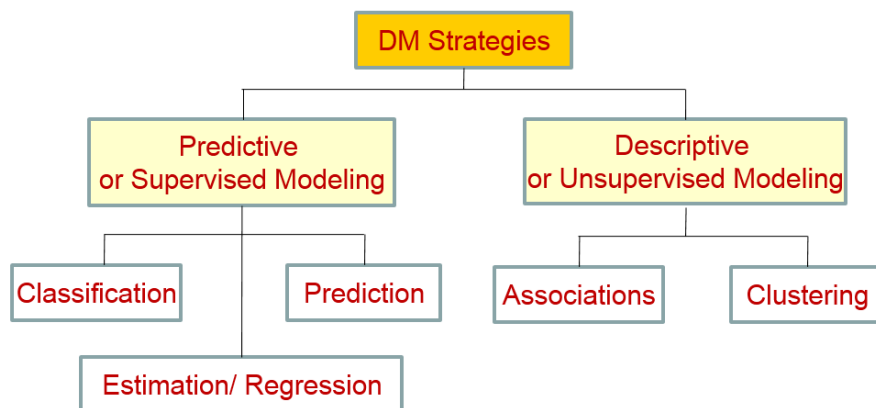 DM Strategies
Predictive
or Supervised Modeling
Descriptive
or Unsupervised Modeling
Classification
Prediction
Associations
Clustering
Estimation/ Regression